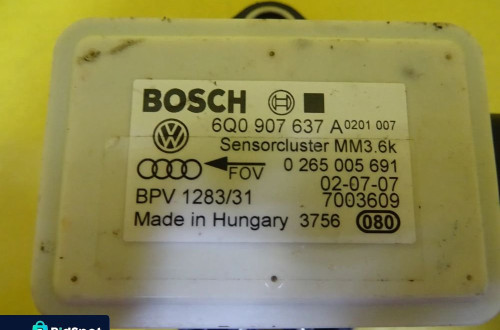 BOSCH
6Q0 907 637 A 0201 007
Sensorcluster MM3.6k
FOV 0 265 005 691
02-07-07
BPV 1283/31 7003609
Made in Hungary 3756 080
BidSpot